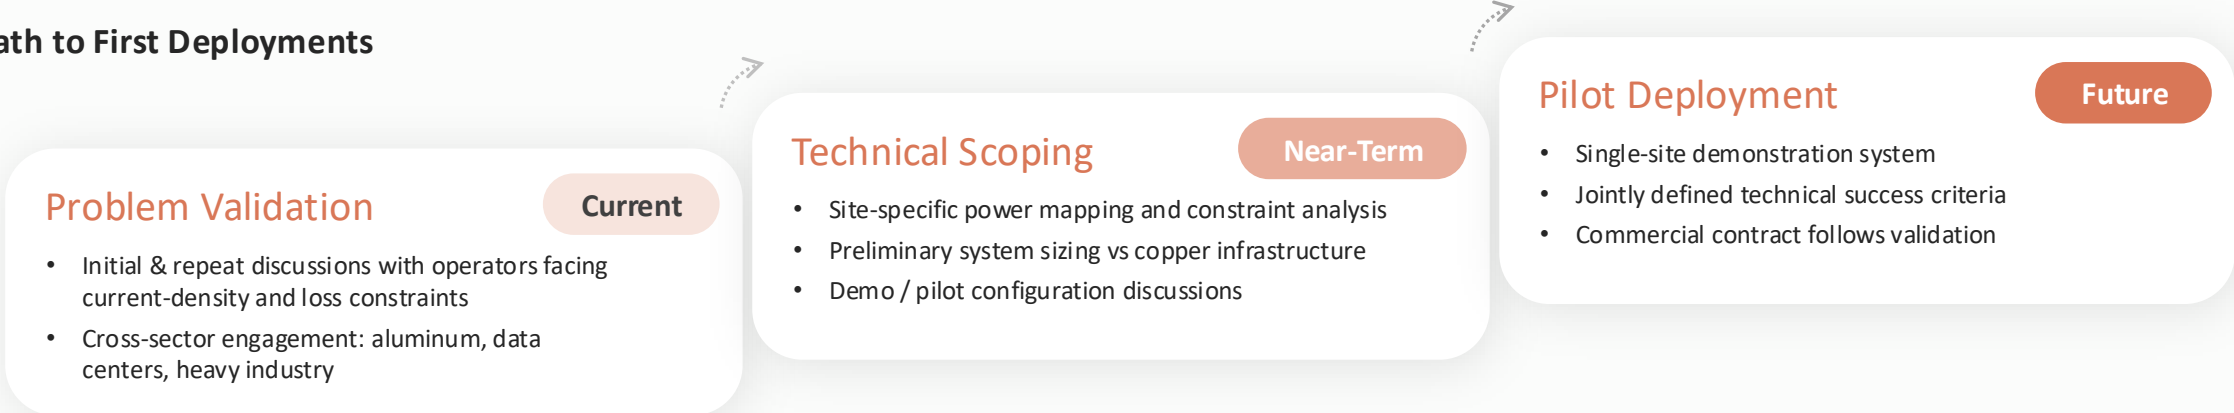 to First Deployments
Problem Validation
Current
• Initial & repeat discussions with operators facing
current-density and loss constraints
• Cross-sector engagement: aluminum, data
centers, heavy industry
Technical Scoping
Near-Term
• Site-specific power mapping and constraint analysis
• Preliminary system sizing vs copper infrastructure
• Demo / pilot configuration discussions
Pilot Deployment
Future
• Single-site demonstration system
• Jointly defined technical success criteria
• Commercial contract follows validation